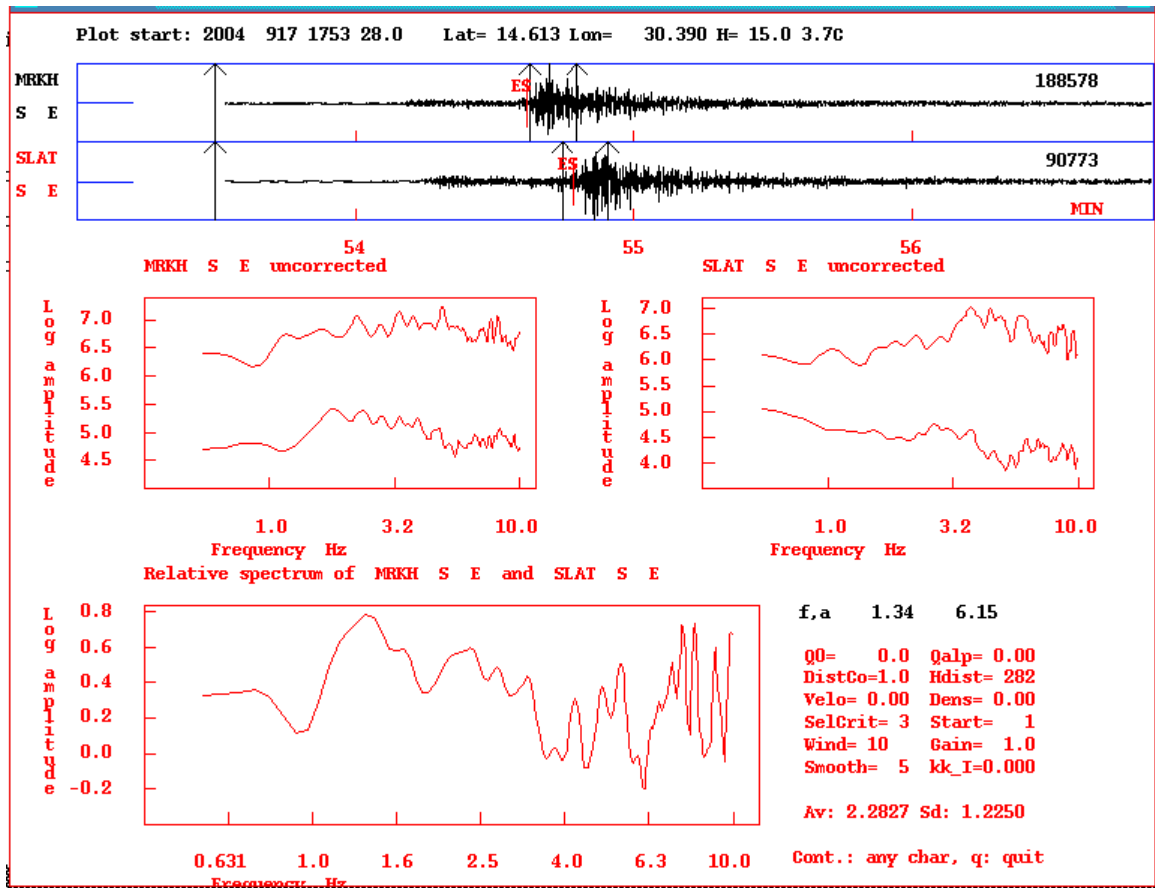 Plot start: 2004 917 1753 28.0 Lat= 14.613 Lon= 30.390 H= 15.0 3.7C
MRKH
S E
E$
188578
SLAT
S E
E$
90773
MIN
54 55 56
MRKH S E uncorrected
SLAT S E uncorrected
Log amplitude
7.0
6.5
6.0
5.5
5.0
4.5
1.0 3.2 10.0
Frequency Hz
Log amplitude
7.0
6.5
6.0
5.5
5.0
4.5
4.0
1.0 3.2 10.0
Frequency Hz
Relative spectrum of MRKH S E and SLAT S E
Log amplitude
0.8
0.6
0.4
0.2
0.0
-0.2
0.631 1.0 1.6 2.5 4.0 6.3 10.0
Frequency Hz
f,a 1.34 6.15
Q0= 0.0 Qalp= 0.00
DistCo=1.0 Hdist= 282
Velo= 0.00 Dens= 0.00
SelCrit= 3 Start= 1
Wind= 10 Gain= 1.0
Smooth= 5 kk_I=0.000
Av: 2.2827 Sd: 1.2250
Cont.: any char, q: quit